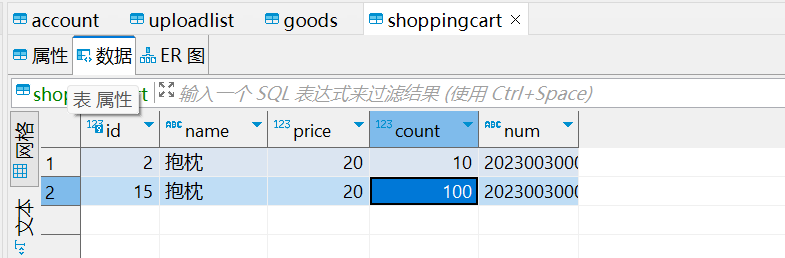 account uploadlist goods shoppingcart
属性 数据 ER 图
shop 表 属性 t 输入一个 SQL 表达式来过滤结果 (使用 Ctrl+Space)
网格
文本
123 id ABC name 123 price 123 count ABC num
1 2 抱枕 20 10 2023003000
2 15 抱枕 20 100 2023003000